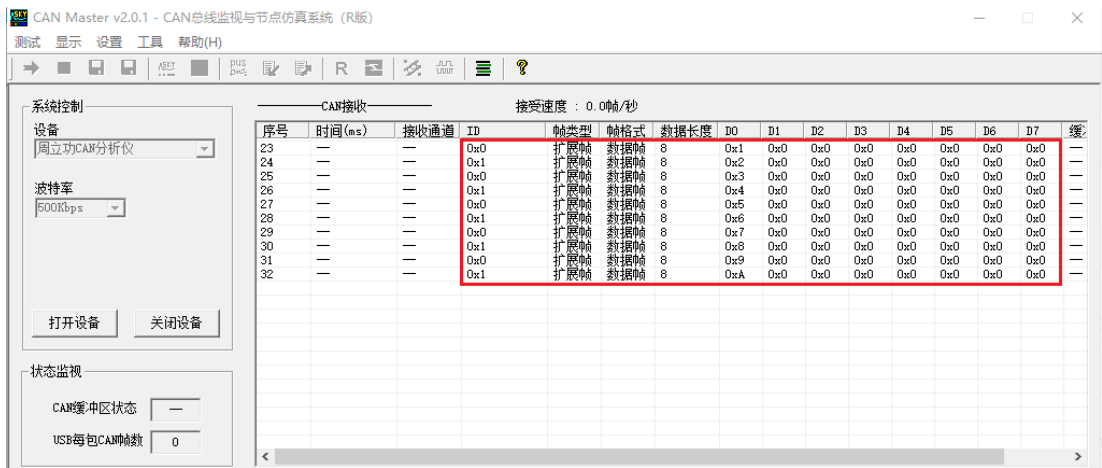 CAN Master v2.0.1 - CAN总线监视与节点仿真系统（R版）
测试 显示 设置 工具 帮助(H)
R
系统控制
设备
周立功CAN分析仪
波特率
500Kbps
打开设备 关闭设备
状态监视
CAN缓冲区状态 —
USB每包CAN帧数 0
CAN接收 接受速度 : 0.0帧/秒
序号 时间(ms) 接收通道 ID 帧类型 帧格式 数据长度 D0 D1 D2 D3 D4 D5 D6 D7
23 — — 0x0 扩展帧 数据帧 8 0x1 0x0 0x0 0x0 0x0 0x0 0x0 0x0 —
24 — — 0x1 扩展帧 数据帧 8 0x2 0x0 0x0 0x0 0x0 0x0 0x0 0x0 —
25 — — 0x0 扩展帧 数据帧 8 0x3 0x0 0x0 0x0 0x0 0x0 0x0 0x0 —
26 — — 0x1 扩展帧 数据帧 8 0x4 0x0 0x0 0x0 0x0 0x0 0x0 0x0 —
27 — — 0x0 扩展帧 数据帧 8 0x5 0x0 0x0 0x0 0x0 0x0 0x0 0x0 —
28 — — 0x1 扩展帧 数据帧 8 0x6 0x0 0x0 0x0 0x0 0x0 0x0 0x0 —
29 — — 0x0 扩展帧 数据帧 8 0x7 0x0 0x0 0x0 0x0 0x0 0x0 0x0 —
30 — — 0x1 扩展帧 数据帧 8 0x8 0x0 0x0 0x0 0x0 0x0 0x0 0x0 —
31 — — 0x0 扩展帧 数据帧 8 0x9 0x0 0x0 0x0 0x0 0x0 0x0 0x0 —
32 — — 0x1 扩展帧 数据帧 8 0xA 0x0 0x0 0x0 0x0 0x0 0x0 0x0 —